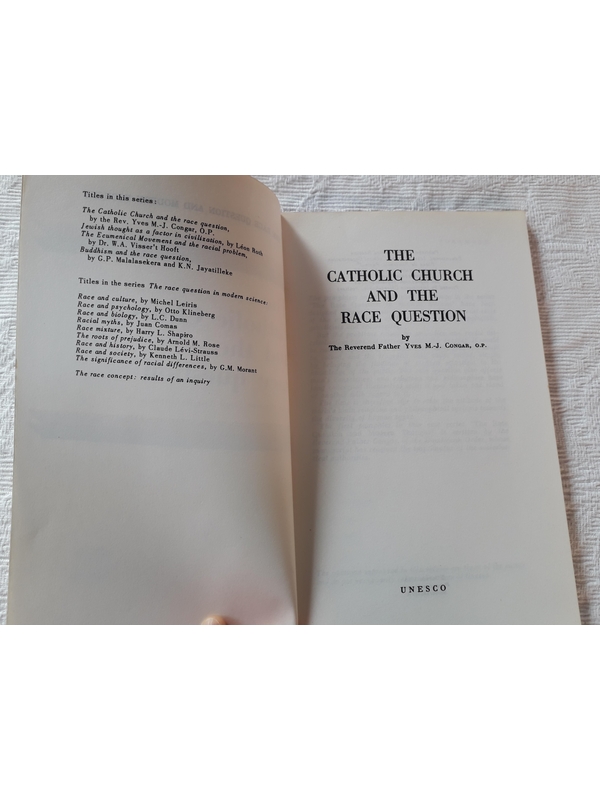 Titles in this series:
The Catholic Church and the race question,
by the Rev. Yves M.-J. Congar, O.P.
Jewish thought as a factor in civilization, by Léon Roth
The Ecumenical Movement and the racial problem,
by Dr. W.A. Visser't Hooft
Buddhism and the race question,
by G.P. Malalasekera and K.N. Jayatilleke
Titles in the series The race question in modern science:
Race and culture, by Michel Leiris
Race and psychology, by Otto Klineberg
Race and biology, by L.C. Dunn
Racial myths, by Juan Comas
Race mixture, by Harry L. Shapiro
The roots of prejudice, by Arnold M. Rose
Race and history, by Claude Lévi-Strauss
Race and society, by Kenneth L. Little
The significance of racial differences, by G.M. Morant
The race concept: results of an inquiry
THE
CATHOLIC CHURCH
AND THE
RACE QUESTION
by
The Reverend Father Yves M.-J. Congar, O.P.
UNESCO